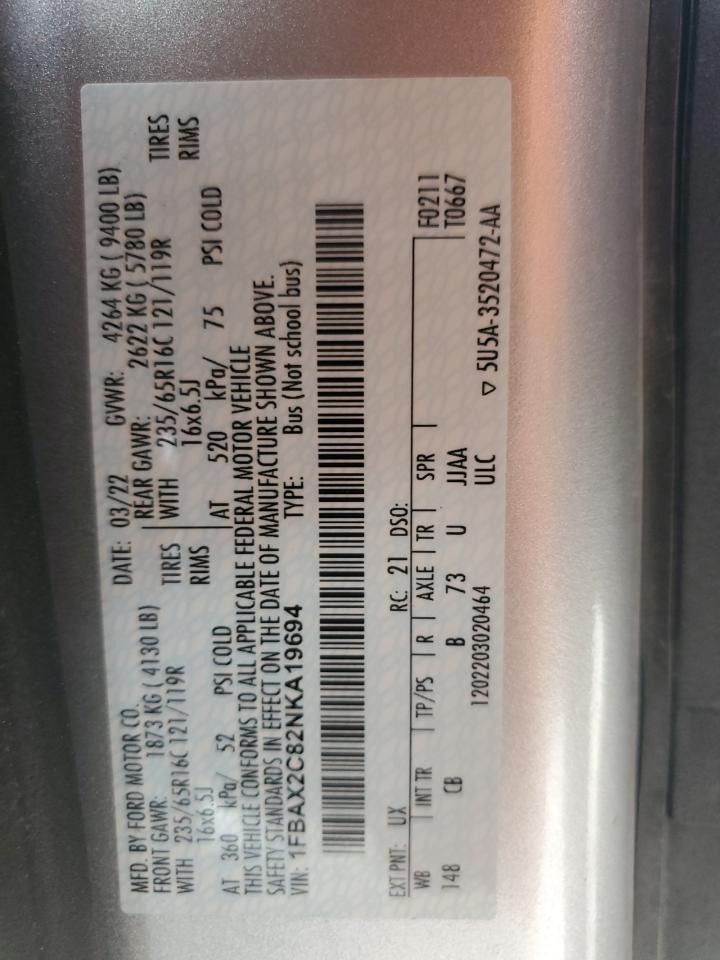 MFD. BY FORD MOTOR CO. DATE: 03/22 GVWR: 4264 KG ( 9400 LB)
FRONT GAWR: 1873 KG ( 4130 LB) REAR GAWR: 2622 KG ( 5780 LB)
WITH 235/65R16C 121/119R TIRES WITH 235/65R16C 121/119R TIRES
16x6.5J RIMS 16x6.5J RIMS
AT 360 kPa/ 52 PSI COLD AT 520 kPa/ 75 PSI COLD
THIS VEHICLE CONFORMS TO ALL APPLICABLE FEDERAL MOTOR VEHICLE
SAFETY STANDARDS IN EFFECT ON THE DATE OF MANUFACTURE SHOWN ABOVE.
VIN: 1FBAX2C82NKA19694 TYPE: Bus (Not school bus)
EXT PNT: UX RC: 21 DSO:
WB INT TR TP/PS R AXLE TR SPR F0211
148 CB B 73 U JJAA T0667
1202203020464 ULC
▽ 5U5A-3520472-AA